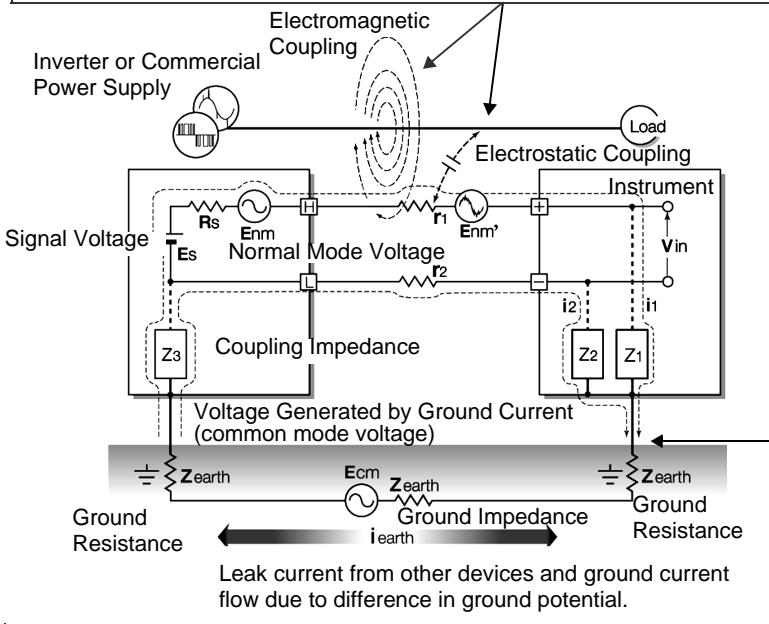 Electromagnetic
Coupling
Inverter or Commercial
Power Supply
Load
Electrostatic Coupling
Instrument
H
r1
+
Rs
Enm
Enm'
Signal Voltage
Es
Normal Mode Voltage
Vin
r2
L
−
i2
i1
Z3
Coupling Impedance
Z2
Z1
Voltage Generated by Ground Current
(common mode voltage)
Zearth
Ecm
Zearth
Zearth
Ground
Resistance
Ground Impedance
Ground
Resistance
iearth
Leak current from other devices and ground current
flow due to difference in ground potential.